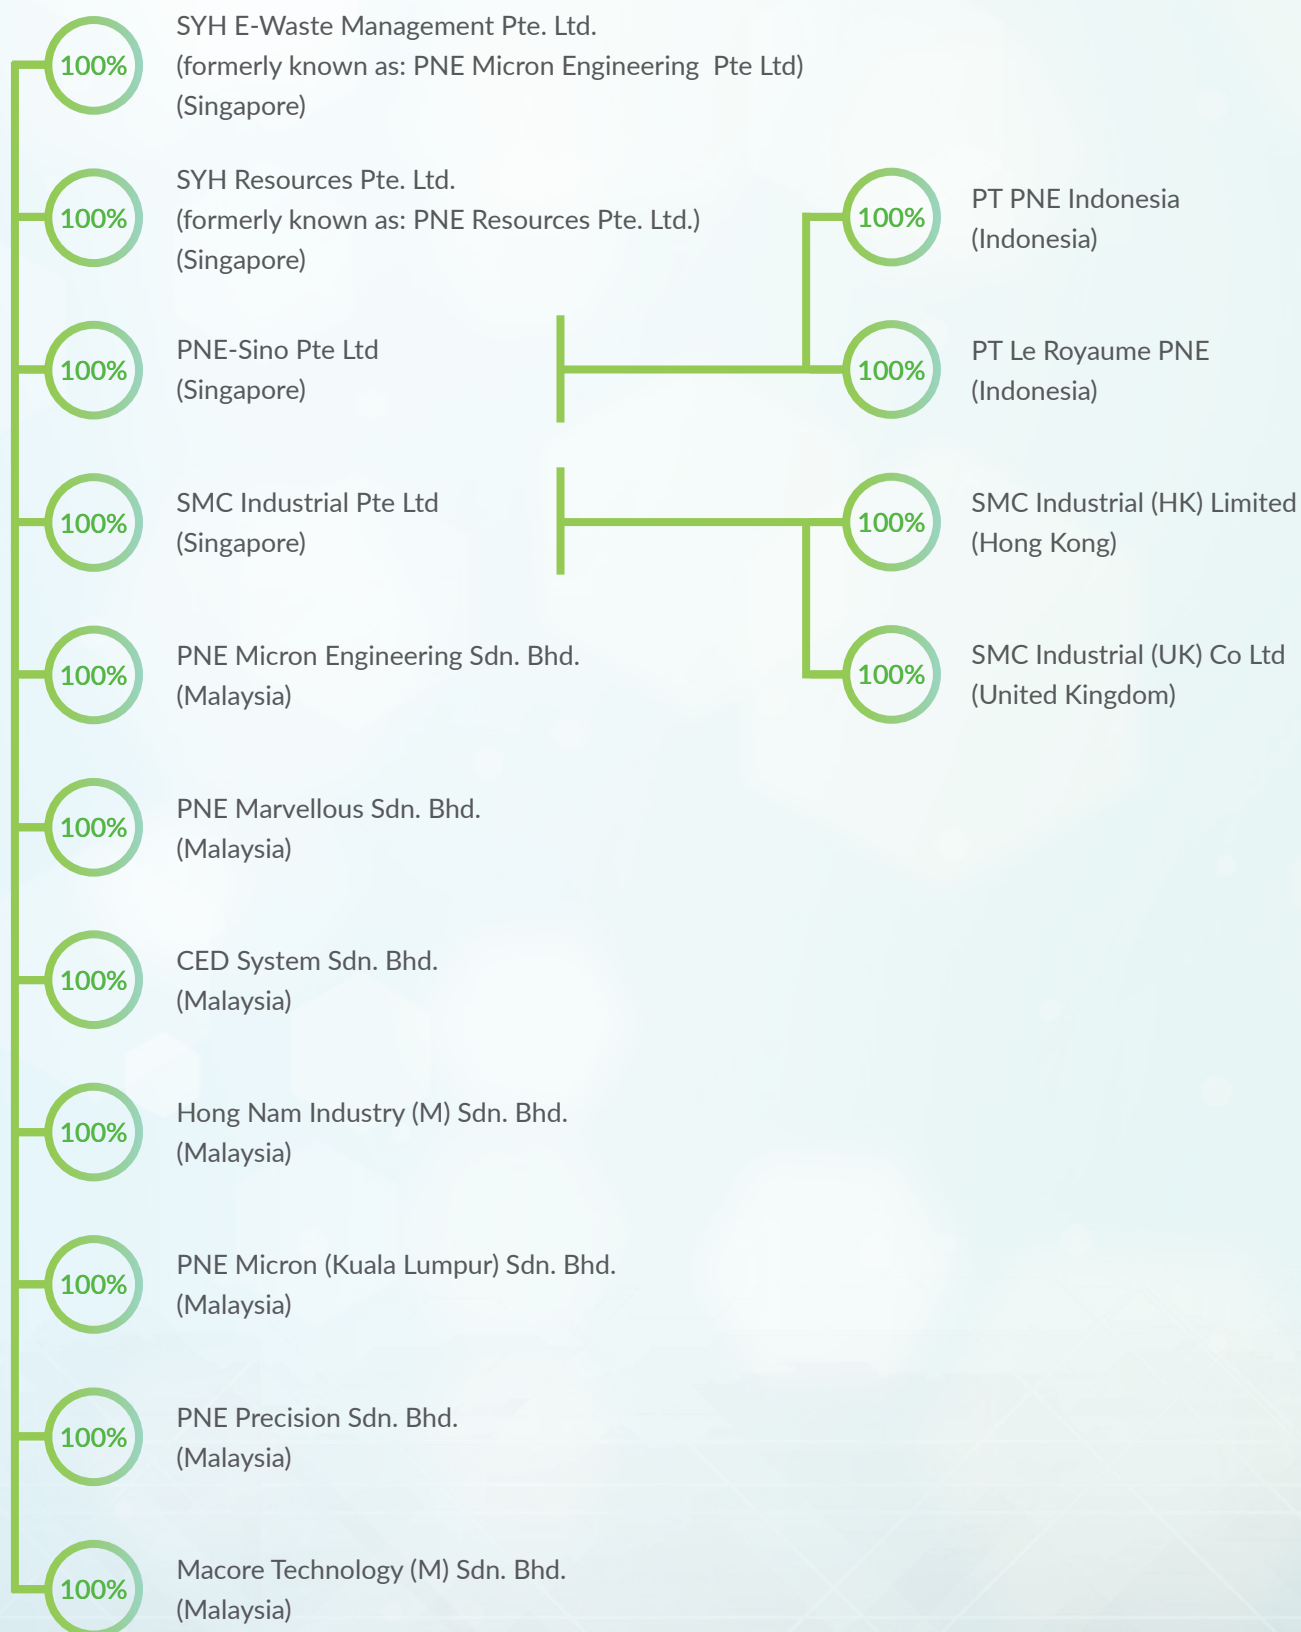 100%
SYH E-Waste Management Pte. Ltd.
(formerly known as: PNE Micron Engineering  Pte Ltd)
(Singapore)
100%
SYH Resources Pte. Ltd.
(formerly known as: PNE Resources Pte. Ltd.)
(Singapore)
100%
PNE-Sino Pte Ltd
(Singapore)
100%
PT PNE Indonesia
(Indonesia)
100%
PT Le Royaume PNE
(Indonesia)
100%
SMC Industrial Pte Ltd
(Singapore)
100%
SMC Industrial (HK) Limited
(Hong Kong)
100%
SMC Industrial (UK) Co Ltd
(United Kingdom)
100%
PNE Micron Engineering Sdn. Bhd.
(Malaysia)
100%
PNE Marvellous Sdn. Bhd.
(Malaysia)
100%
CED System Sdn. Bhd.
(Malaysia)
100%
Hong Nam Industry (M) Sdn. Bhd.
(Malaysia)
100%
PNE Micron (Kuala Lumpur) Sdn. Bhd.
(Malaysia)
100%
PNE Precision Sdn. Bhd.
(Malaysia)
100%
Macore Technology (M) Sdn. Bhd.
(Malaysia)